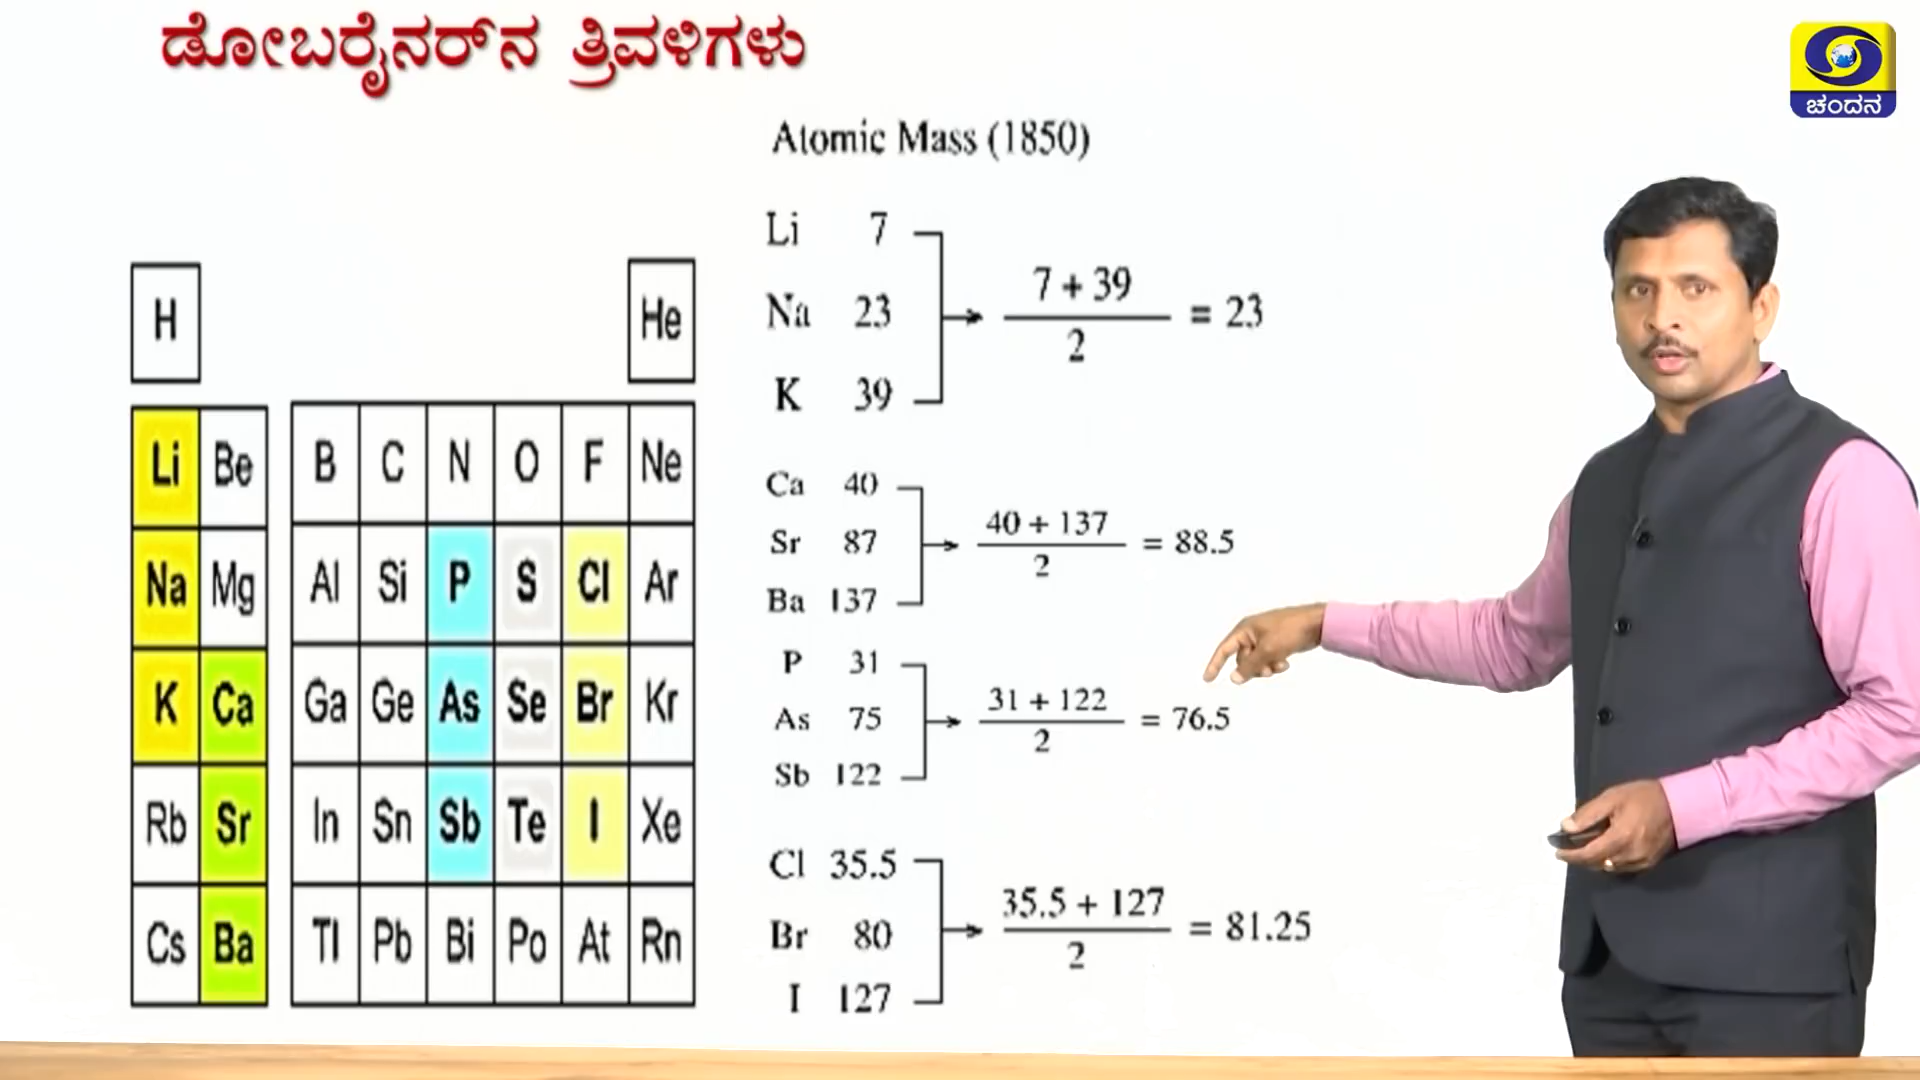 ಡೋಬರೈನರ್‌ನ ತ್ರಿವಳಿಗಳು
ಚಂದನ
Atomic Mass (1850)
H He
Li Be B C N O F Ne
Na Mg Al Si P S Cl Ar
K Ca Ga Ge As Se Br Kr
Rb Sr In Sn Sb Te I Xe
Cs Ba Tl Pb Bi Po At Rn
Li 7
Na 23
K 39
7 + 39
2
= 23
Ca 40
Sr 87
Ba 137
40 + 137
2
= 88.5
P 31
As 75
Sb 122
31 + 122
2
= 76.5
Cl 35.5
Br 80
I 127
35.5 + 127
2
= 81.25